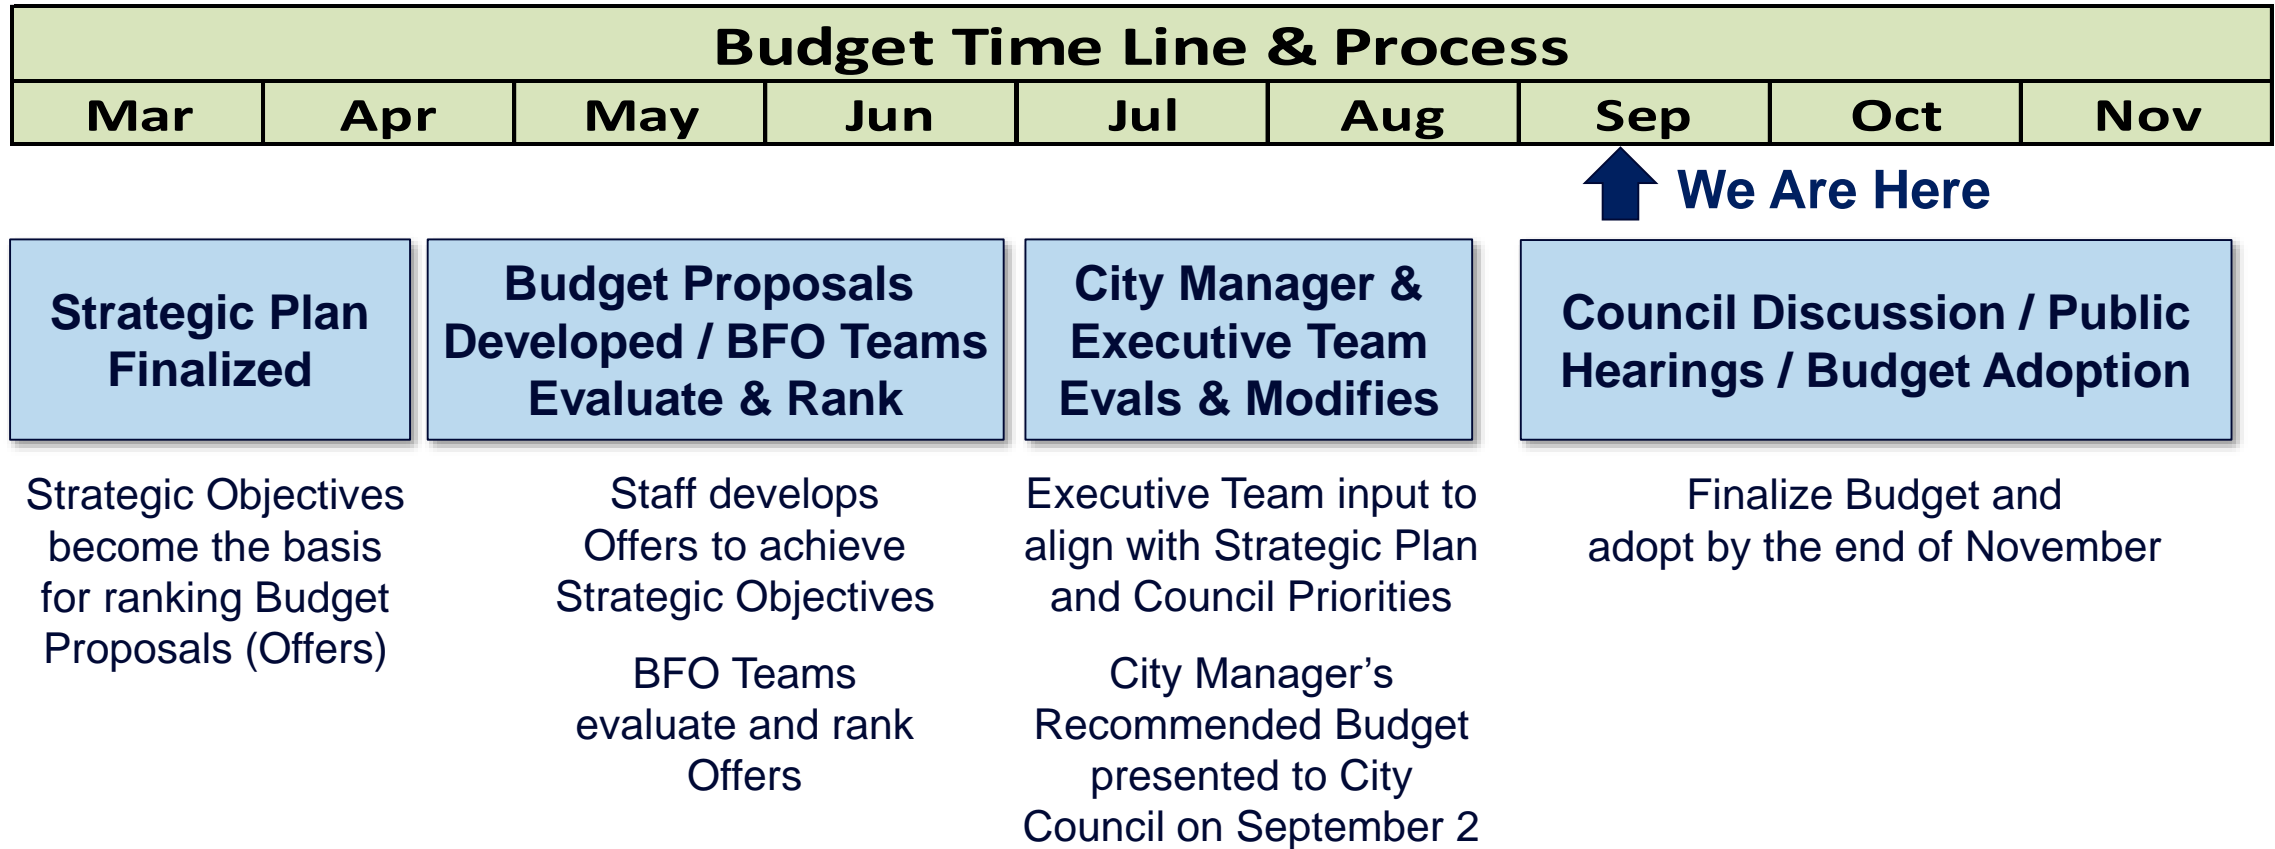 Budget Time Line & Process
Mar Apr May Jun Jul Aug Sep Oct Nov
We Are Here
Strategic Plan
Finalized
Budget Proposals
Developed / BFO Teams
Evaluate & Rank
City Manager &
Executive Team
Evals & Modifies
Council Discussion / Public
Hearings / Budget Adoption
Strategic Objectives
become the basis
for ranking Budget
Proposals (Offers)
Staff develops
Offers to achieve
Strategic Objectives
BFO Teams
evaluate and rank
Offers
Executive Team input to
align with Strategic Plan
and Council Priorities
City Manager’s
Recommended Budget
presented to City
Council on September 2
Finalize Budget and
adopt by the end of November